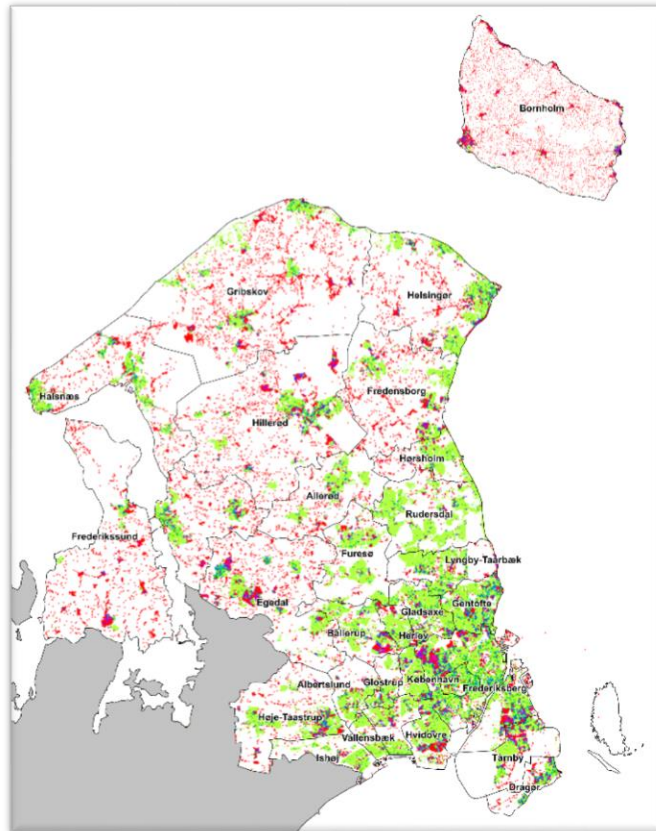 Bornholm
Gribskov
Helsingør
Halsnæs
Fredensborg
Hillerød
Hørsholm
Allerød
Rudersdal
Frederikssund
Furesø
Lyngby-Taarbæk
Egedal
Gladsaxe
Gentofte
Ballerup
Herlev
Albertslund
Glostrup
København
Frederiksberg
Høje-Taastrup
Vallensbæk
Hvidovre
Ishøj
Tårnby
Dragør